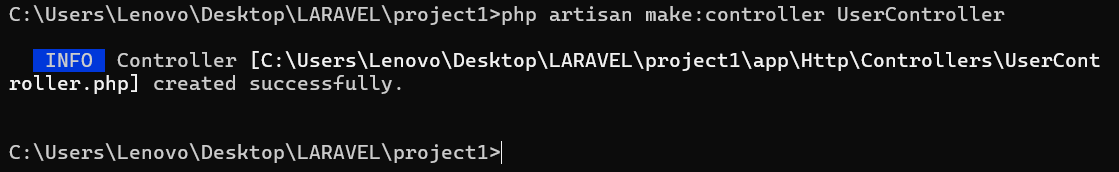 C:\Users\Lenovo\Desktop\LARAVEL\project1>php artisan make:controller UserController
INFO Controller [C:\Users\Lenovo\Desktop\LARAVEL\project1\app\Http\Controllers\UserCont
roller.php] created successfully.
C:\Users\Lenovo\Desktop\LARAVEL\project1>